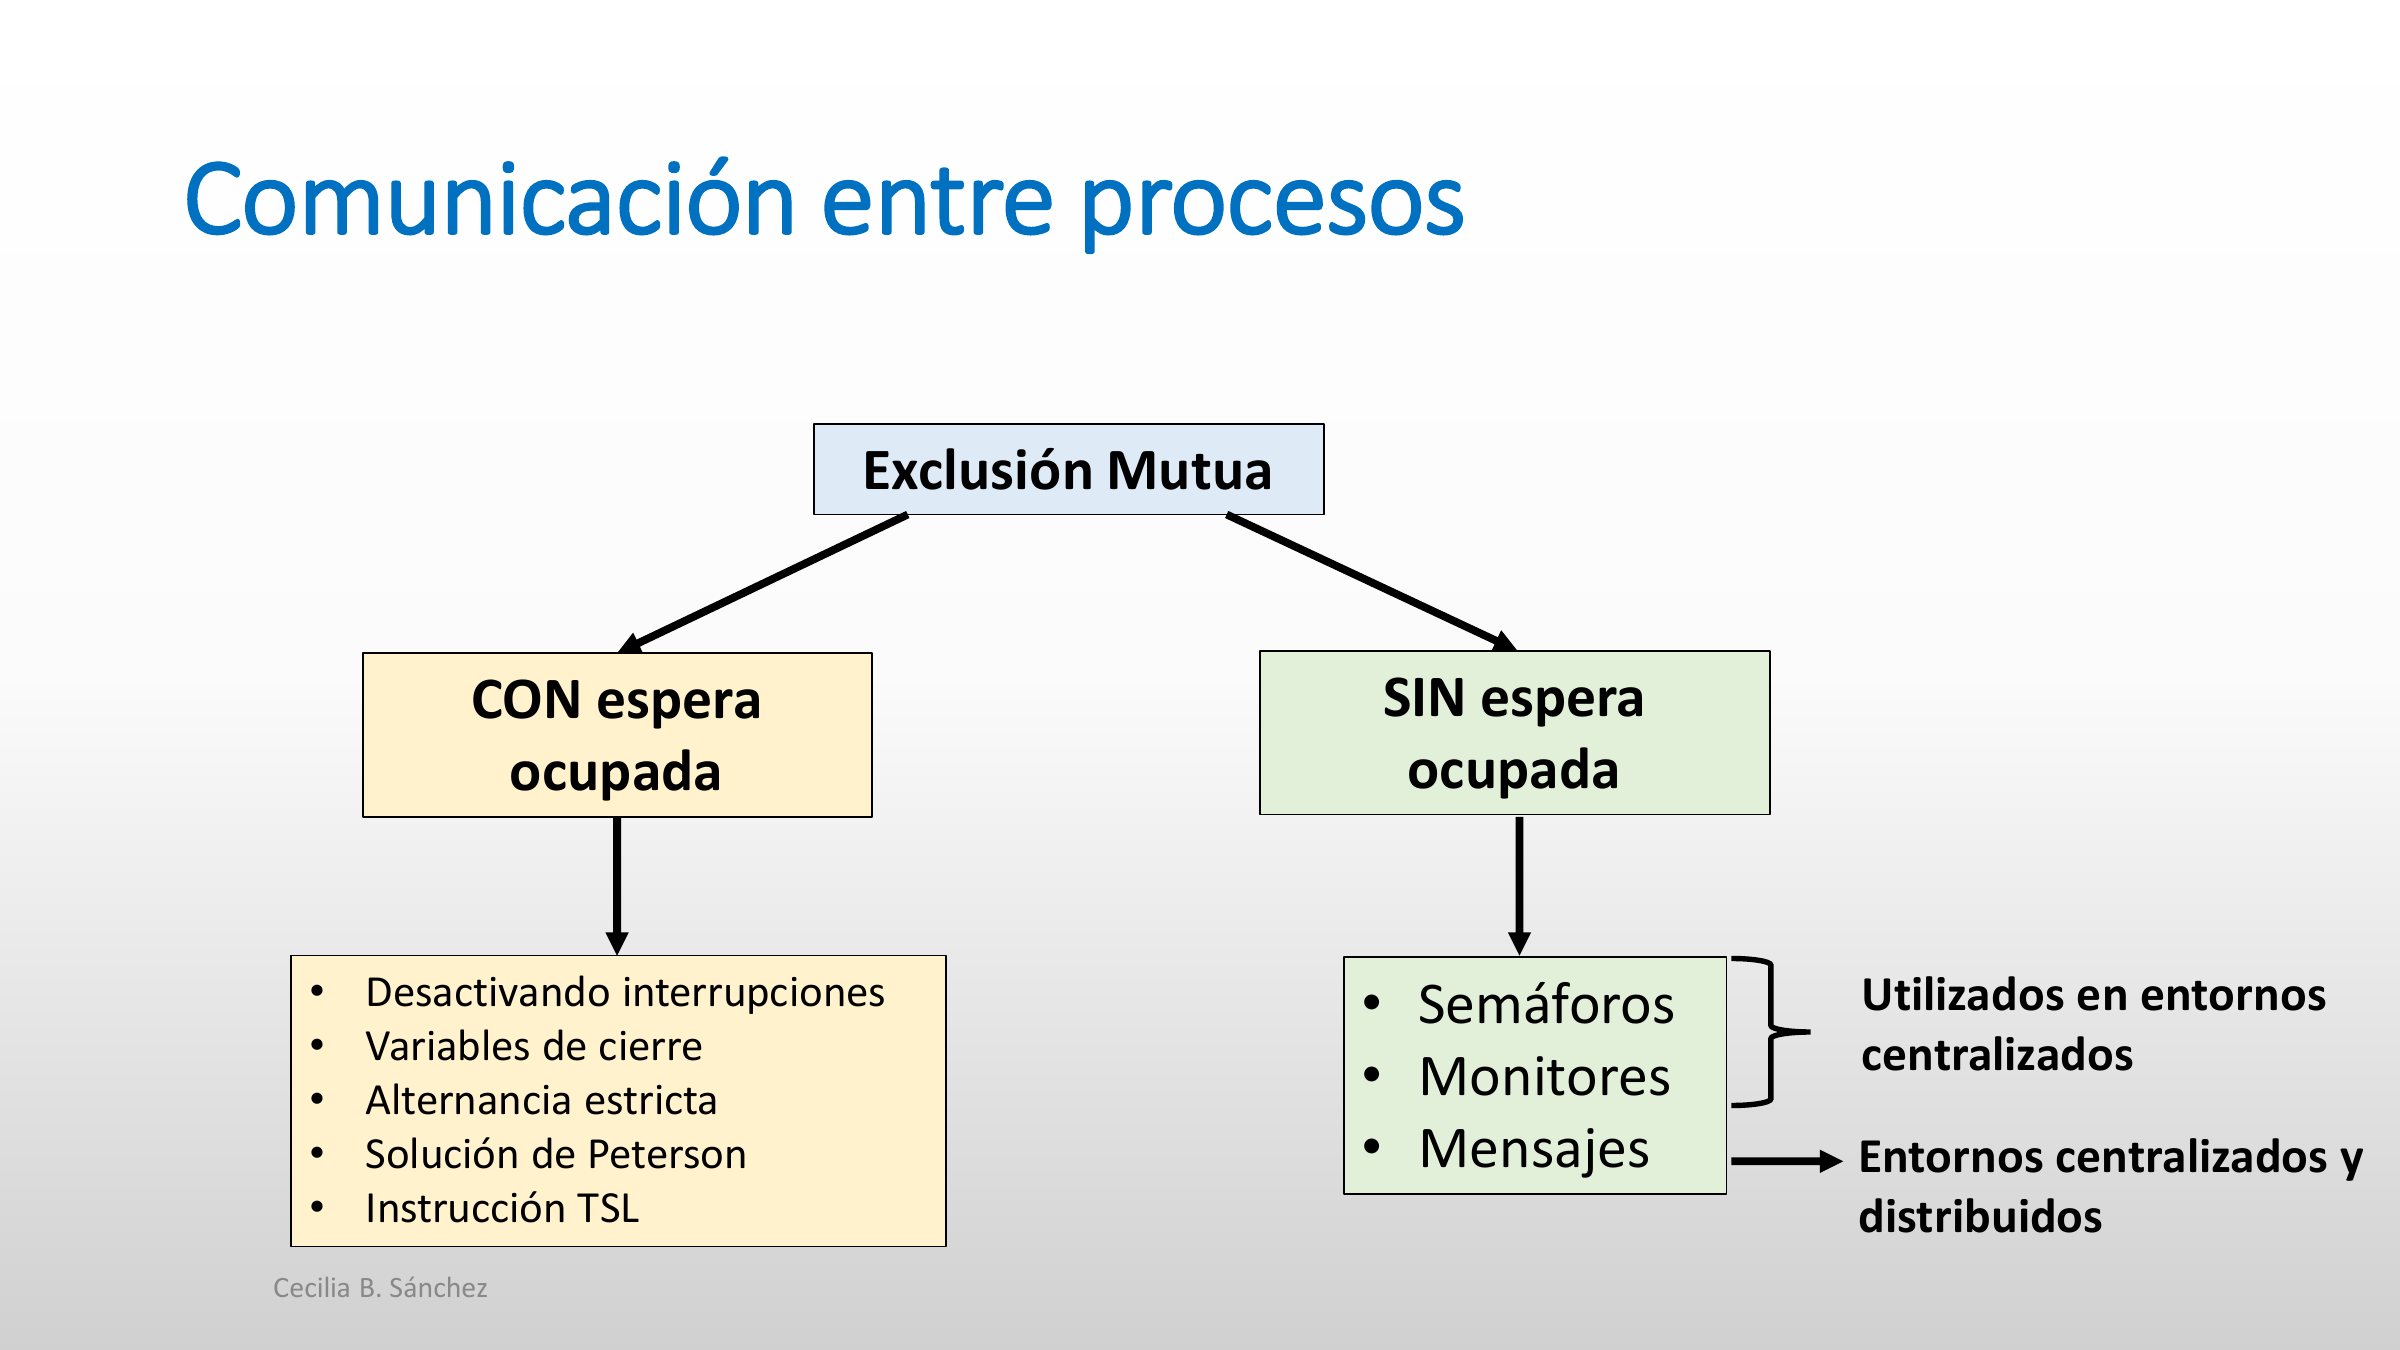 Comunicación entre procesos
Exclusión Mutua
CON espera
ocupada
SIN espera
ocupada
• Desactivando interrupciones
• Variables de cierre
• Alternancia estricta
• Solución de Peterson
• Instrucción TSL
• Semáforos
• Monitores
• Mensajes
Utilizados en entornos
centralizados
Entornos centralizados y
distribuidos
Cecilia B. Sánchez